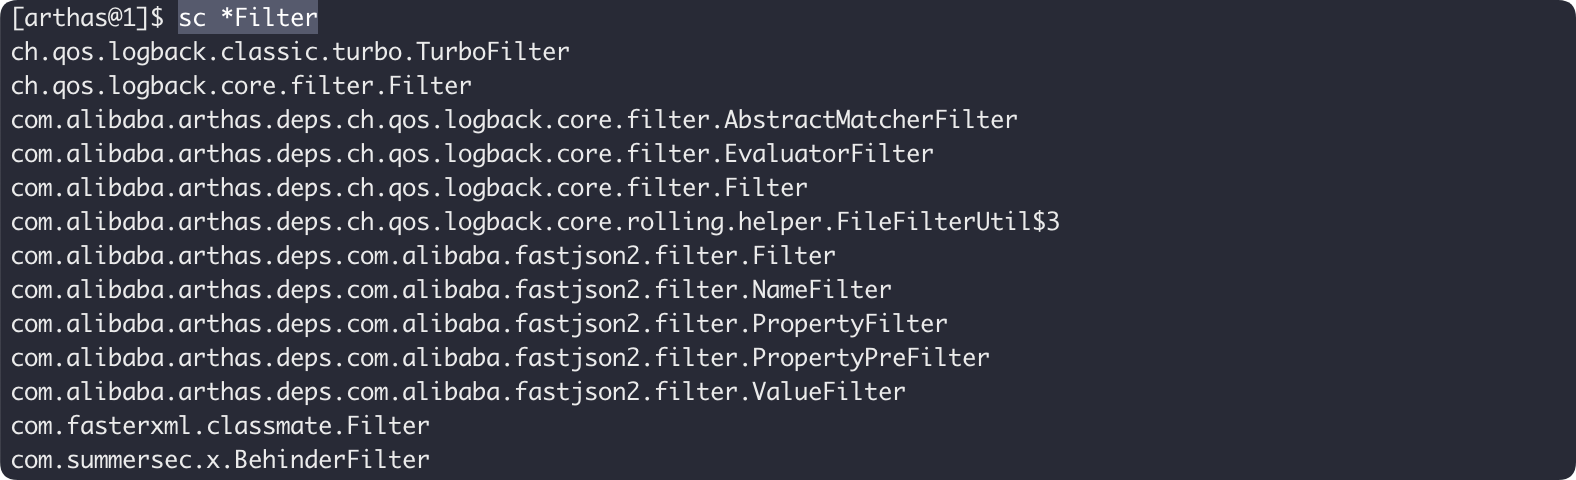 [arthas@1]$ sc *Filter
ch.qos.logback.classic.turbo.TurboFilter
ch.qos.logback.core.filter.Filter
com.alibaba.arthas.deps.ch.qos.logback.core.filter.AbstractMatcherFilter
com.alibaba.arthas.deps.ch.qos.logback.core.filter.EvaluatorFilter
com.alibaba.arthas.deps.ch.qos.logback.core.filter.Filter
com.alibaba.arthas.deps.ch.qos.logback.core.rolling.helper.FileFilterUtil$3
com.alibaba.arthas.deps.com.alibaba.fastjson2.filter.Filter
com.alibaba.arthas.deps.com.alibaba.fastjson2.filter.NameFilter
com.alibaba.arthas.deps.com.alibaba.fastjson2.filter.PropertyFilter
com.alibaba.arthas.deps.com.alibaba.fastjson2.filter.PropertyPreFilter
com.alibaba.arthas.deps.com.alibaba.fastjson2.filter.ValueFilter
com.fasterxml.classmate.Filter
com.summersec.x.BehinderFilter